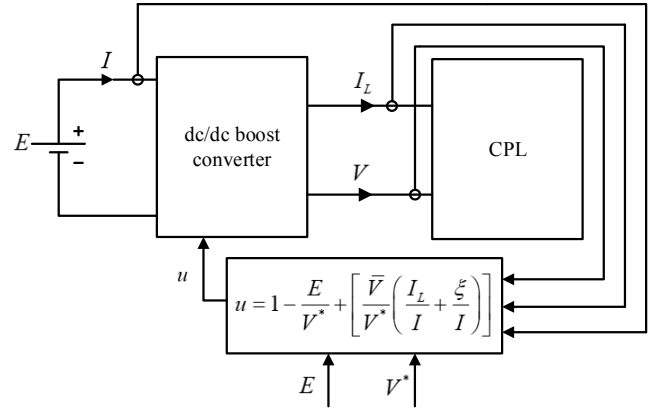 I
E
+
−
dc/dc boost
converter
I_L
V
CPL
u
u = 1 − E/V* + [V̄/V* (I_L/I + ξ/I)]
E
V*